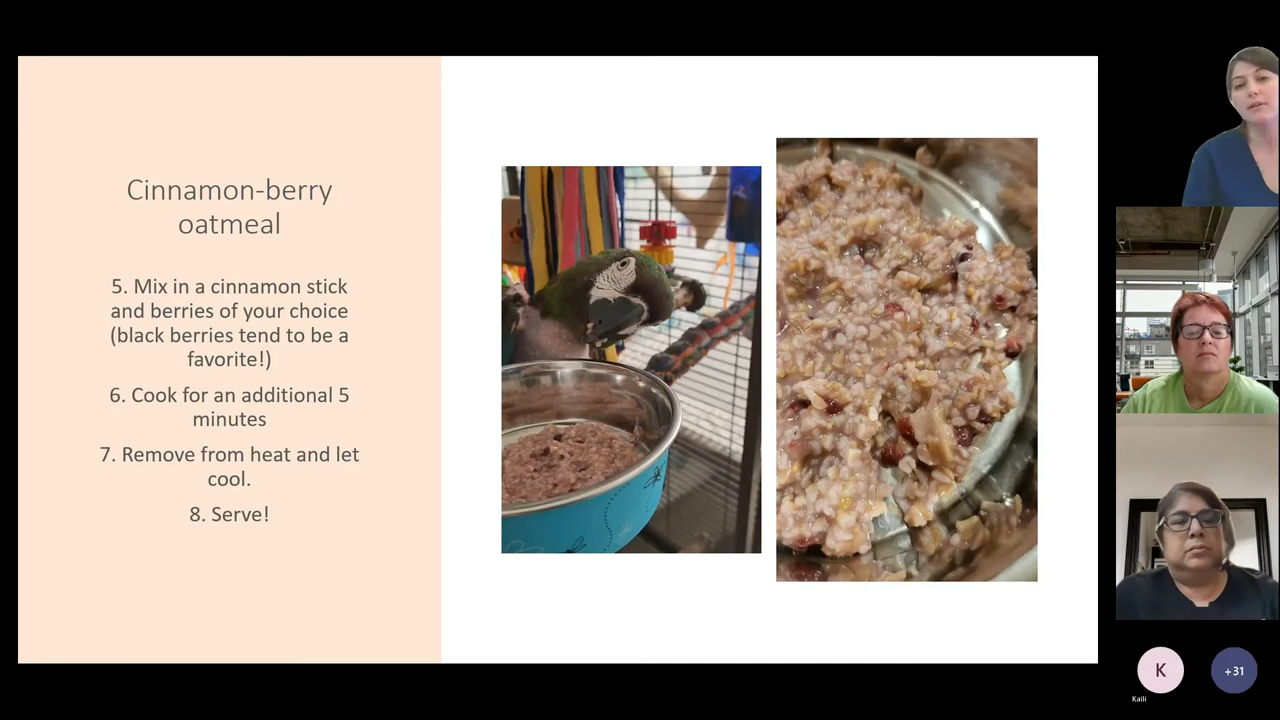 Cinnamon-berry
oatmeal
5. Mix in a cinnamon stick
and berries of your choice
(black berries tend to be a
favorite!)
6. Cook for an additional 5
minutes
7. Remove from heat and let
cool.
8. Serve!
K
+31
Kaili